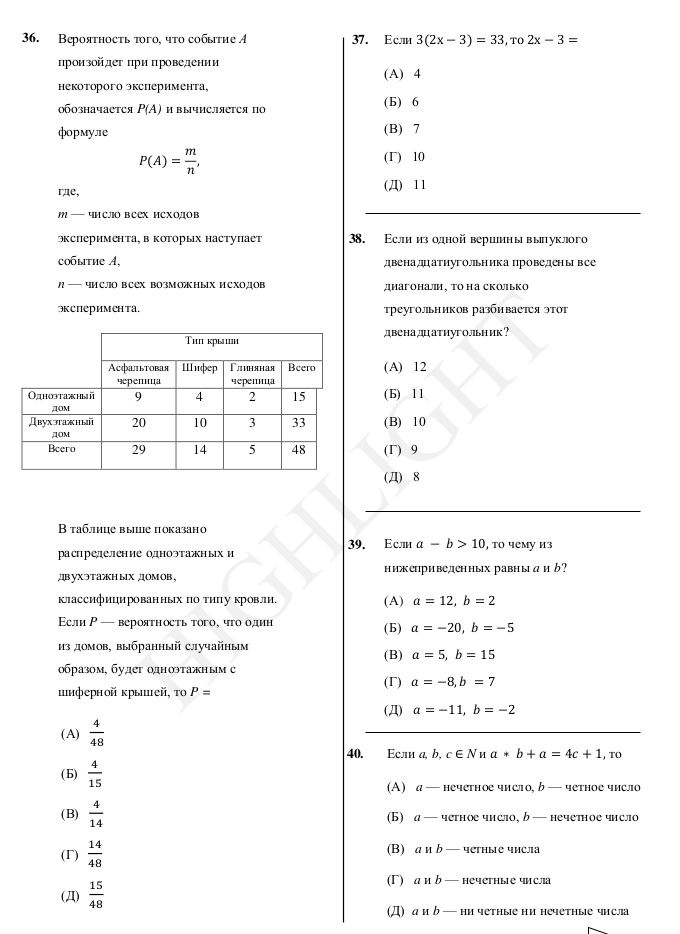 36. Вероятность того, что событие A
произойдет при проведении
некоторого эксперимента,
обозначается P(A) и вычисляется по
формуле
P(A) = m/n,
где,
m — число всех исходов
эксперимента, в которых наступает
событие A,
n — число всех возможных исходов
эксперимента.
Тип крыши
Асфальтовая черепица Шифер Глиняная черепица Всего
Одноэтажный дом 9 4 2 15
Двухэтажный дом 20 10 3 33
Всего 29 14 5 48
В таблице выше показано
распределение одноэтажных и
двухэтажных домов,
классифицированных по типу кровли.
Если P — вероятность того, что один
из домов, выбранный случайным
образом, будет одноэтажным с
шиферной крышей, то P =
(А) 4/48
(Б) 4/15
(В) 4/14
(Г) 14/48
(Д) 15/48
37. Если 3(2x − 3) = 33, то 2x − 3 =
(А) 4
(Б) 6
(В) 7
(Г) 10
(Д) 11
38. Если из одной вершины выпуклого
двенадцатиугольника проведены все
диагонали, то на сколько
треугольников разбивается этот
двенадцатиугольник?
(А) 12
(Б) 11
(В) 10
(Г) 9
(Д) 8
39. Если a − b > 10, то чему из
нижеприведенных равны a и b?
(А) a = 12, b = 2
(Б) a = −20, b = −5
(В) a = 5, b = 15
(Г) a = −8, b = 7
(Д) a = −11, b = −2
40. Если a, b, c ∈ N и a * b + a = 4c + 1, то
(А) a — нечетное число, b — четное число
(Б) a — четное число, b — нечетное число
(В) a и b — четные числа
(Г) a и b — нечетные числа
(Д) a и b — ни четные ни нечетные числа
HIGHLIGHT